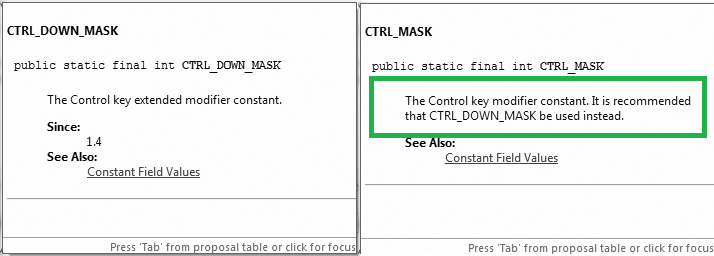 CTRL_DOWN_MASK
public static final int CTRL_DOWN_MASK
The Control key extended modifier constant.
Since:
1.4
See Also:
Constant Field Values
Press 'Tab' from proposal table or click for focus
CTRL_MASK
public static final int CTRL_MASK
The Control key modifier constant. It is recommended
that CTRL_DOWN_MASK be used instead.
See Also:
Constant Field Values
Press 'Tab' from proposal table or click for focus